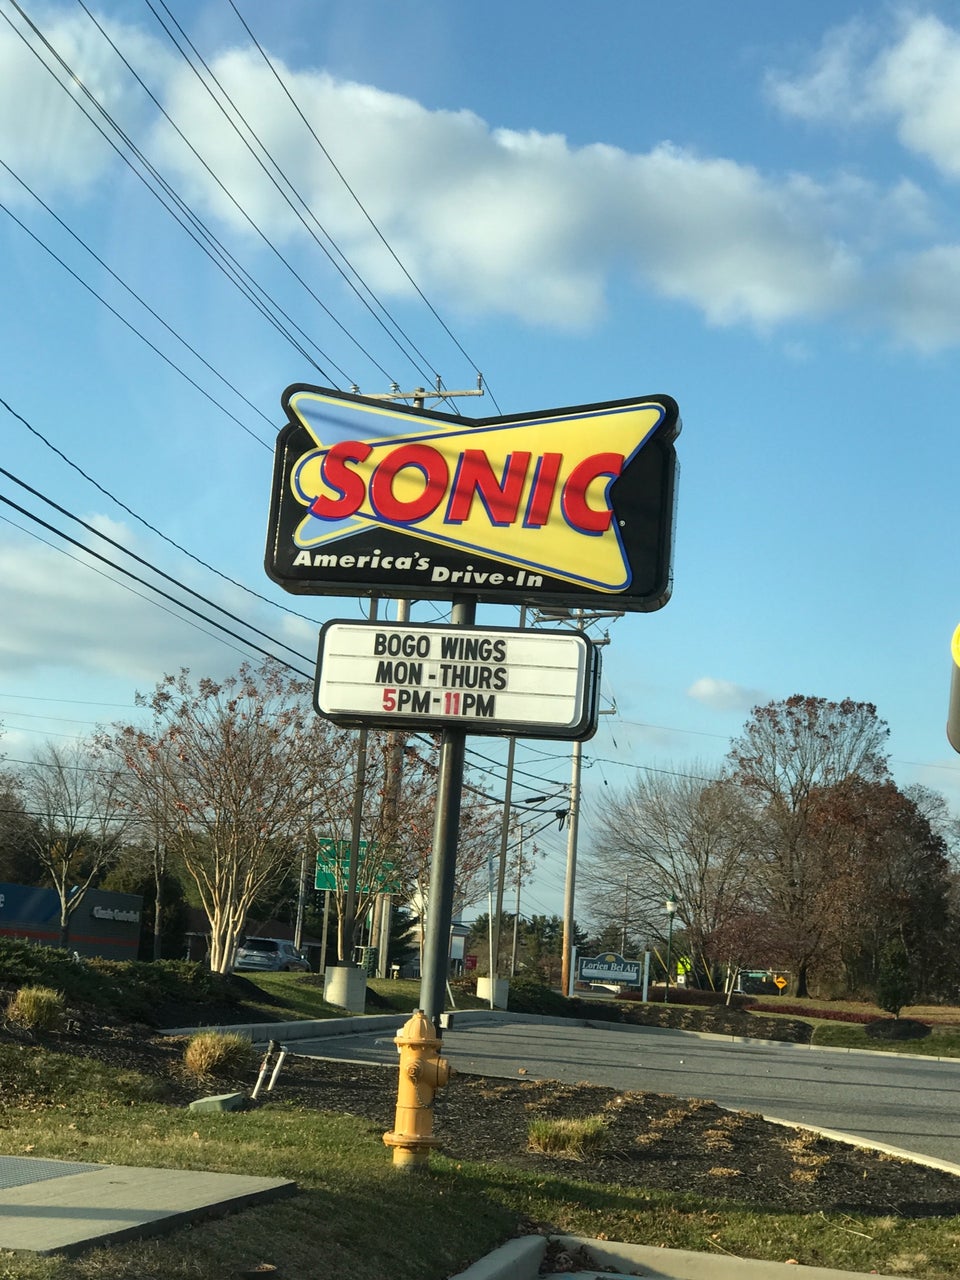 SONIC
America's Drive-In
BOGO WINGS
MON - THURS
5PM - 11PM
Lorien Bel Air